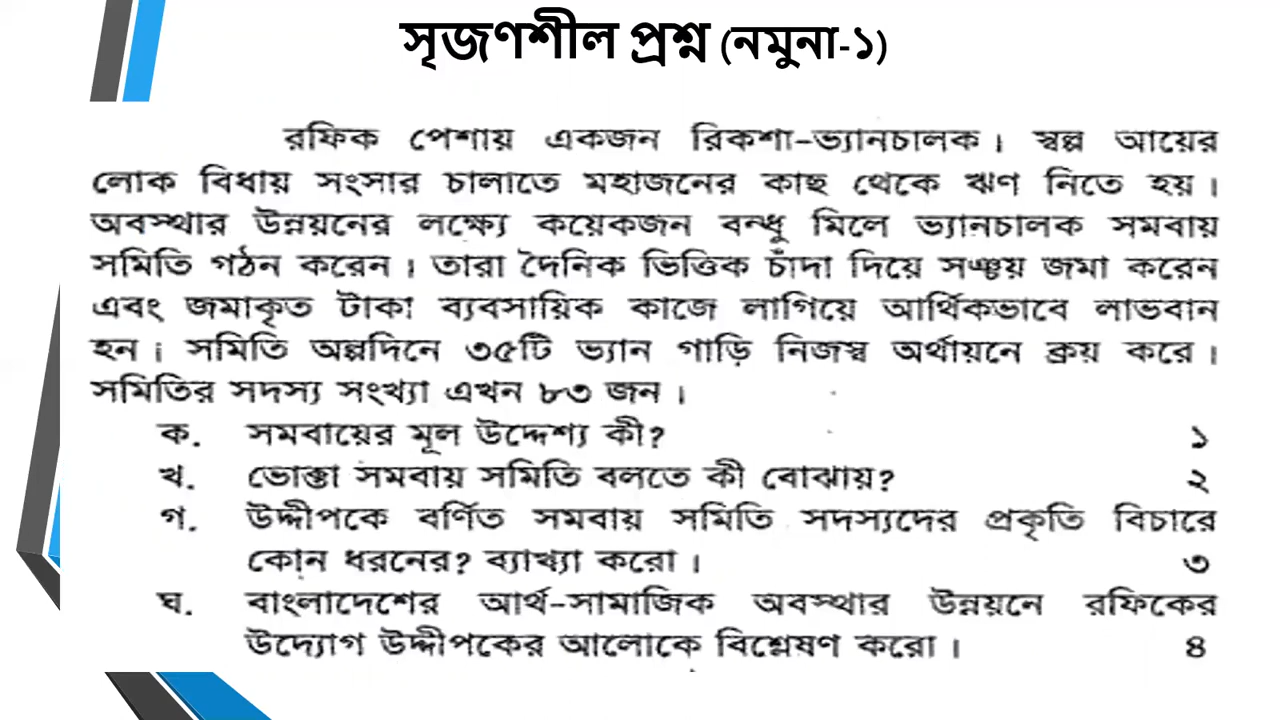 সৃজণশীল প্রশ্ন (নমুনা-১)
রফিক পেশায় একজন রিকশা-ভ্যানচালক। স্বল্প আয়ের
লোক বিধায় সংসার চালাতে মহাজনের কাছ থেকে ঋণ নিতে হয়।
অবস্থার উন্নয়নের লক্ষ্যে কয়েকজন বন্ধু মিলে ভ্যানচালক সমবায়
সমিতি গঠন করেন। তারা দৈনিক ভিত্তিক চাঁদা দিয়ে সঞ্চয় জমা করেন
এবং জমাকৃত টাকা ব্যবসায়িক কাজে লাগিয়ে আর্থিকভাবে লাভবান
হন। সমিতি অল্পদিনে ৩৫টি ভ্যান গাড়ি নিজস্ব অর্থায়নে ক্রয় করে।
সমিতির সদস্য সংখ্যা এখন ৮৩ জন।
ক. সমবায়ের মূল উদ্দেশ্য কী? ১
খ. ভোক্তা সমবায় সমিতি বলতে কী বোঝায়? ২
গ. উদ্দীপকে বর্ণিত সমবায় সমিতি সদস্যদের প্রকৃতি বিচারে
কোন ধরনের? ব্যাখ্যা করো। ৩
ঘ. বাংলাদেশের আর্থ-সামাজিক অবস্থার উন্নয়নে রফিকের
উদ্যোগ উদ্দীপকের আলোকে বিশ্লেষণ করো। ৪